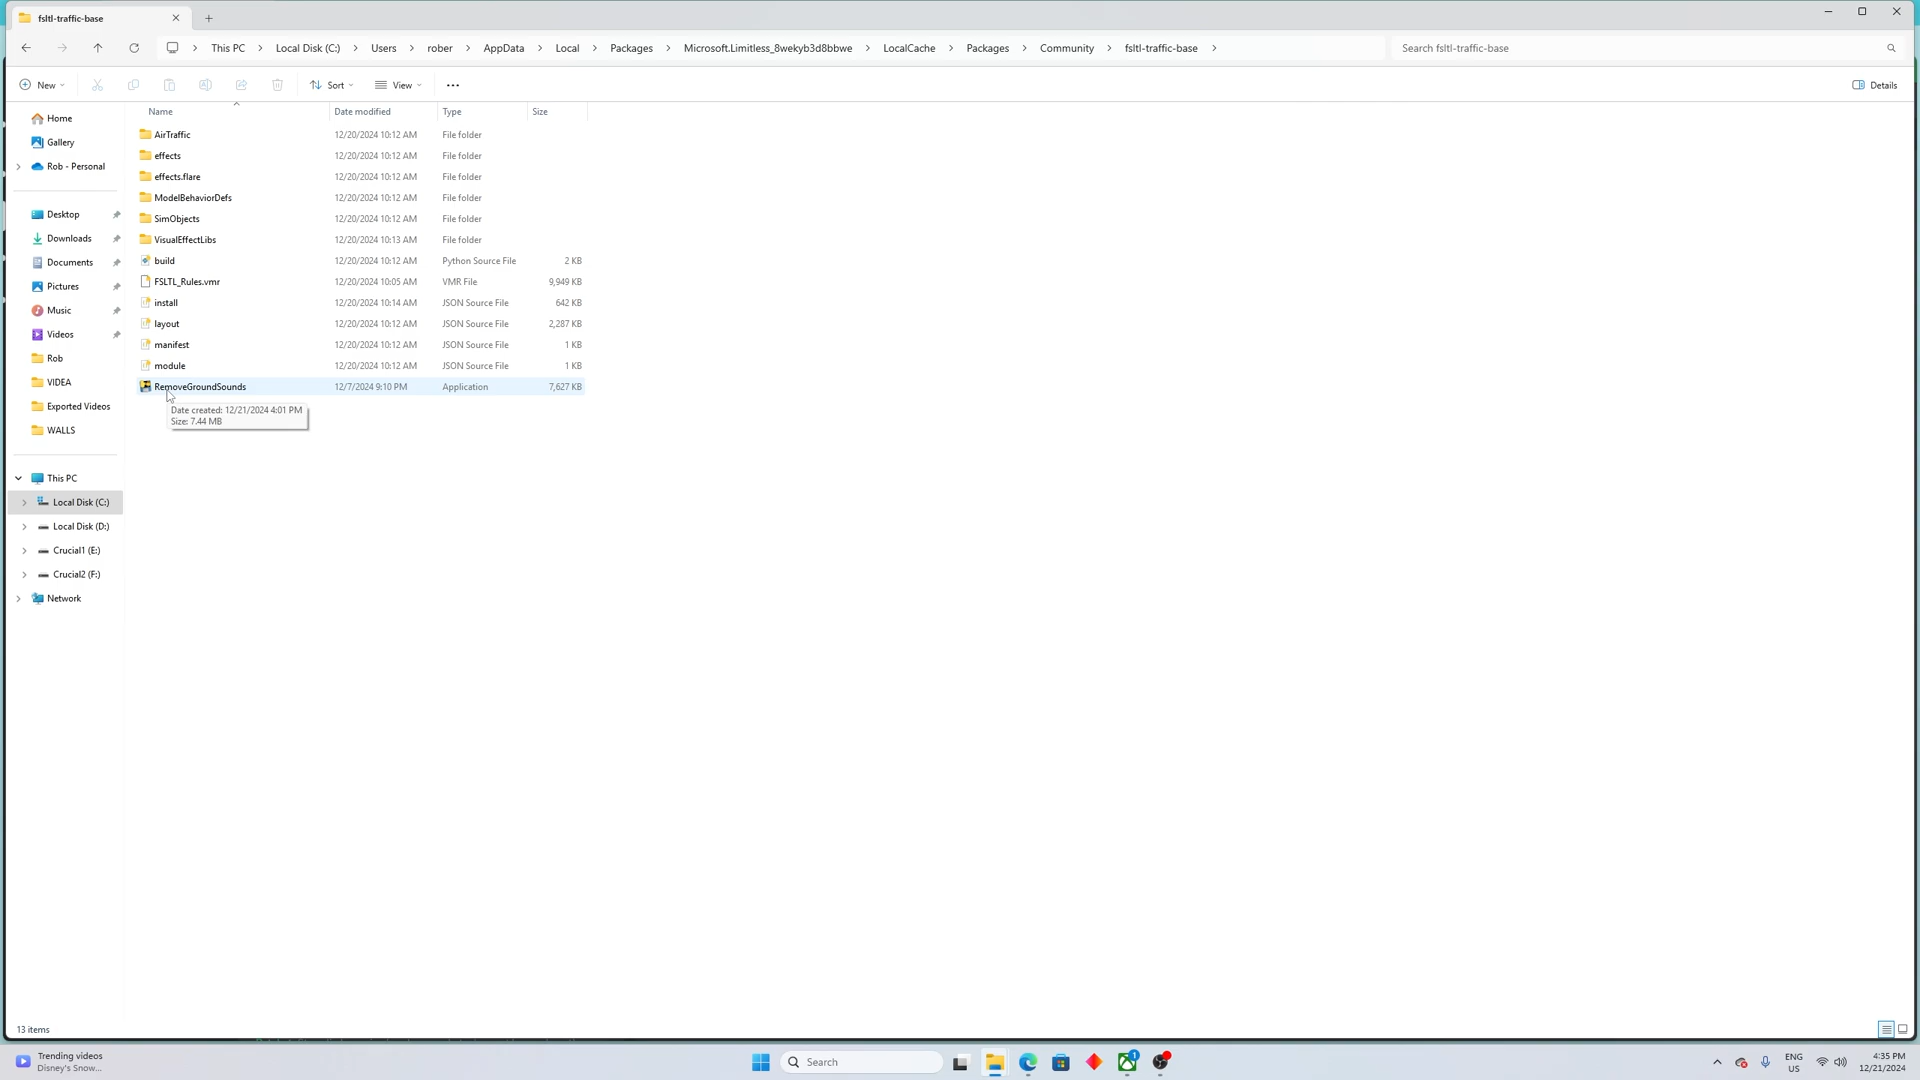 fsltl-traffic-base
This PC > Local Disk (C:) > Users > rober > AppData > Local > Packages > Microsoft.Limitless_8wekyb3d8bbwe > LocalCache > Packages > Community > fsltl-traffic-base >
Search fsltl-traffic-base
New
Sort
View
Details
Name Date modified Type Size
AirTraffic 12/20/2024 10:12 AM File folder
effects 12/20/2024 10:12 AM File folder
effects.flare 12/20/2024 10:12 AM File folder
ModelBehaviorDefs 12/20/2024 10:12 AM File folder
SimObjects 12/20/2024 10:12 AM File folder
VisualEffectLibs 12/20/2024 10:13 AM File folder
build 12/20/2024 10:12 AM Python Source File 2 KB
FSLTL_Rules.vmr 12/20/2024 10:05 AM VMR File 9,949 KB
install 12/20/2024 10:14 AM JSON Source File 642 KB
layout 12/20/2024 10:12 AM JSON Source File 2,287 KB
manifest 12/20/2024 10:12 AM JSON Source File 1 KB
module 12/20/2024 10:12 AM JSON Source File 1 KB
RemoveGroundSounds 12/7/2024 9:10 PM Application 7,627 KB
Date created: 12/21/2024 4:01 PM
Size: 7.44 MB
Home
Gallery
Rob - Personal
Desktop
Downloads
Documents
Pictures
Music
Videos
Rob
VIDEA
Exported Videos
WALLS
This PC
Local Disk (C:)
Local Disk (D:)
Crucial1 (E:)
Crucial2 (F:)
Network
13 items
Trending videos
Disney's Snow...
Search
1
ENG
US
4:35 PM
12/21/2024